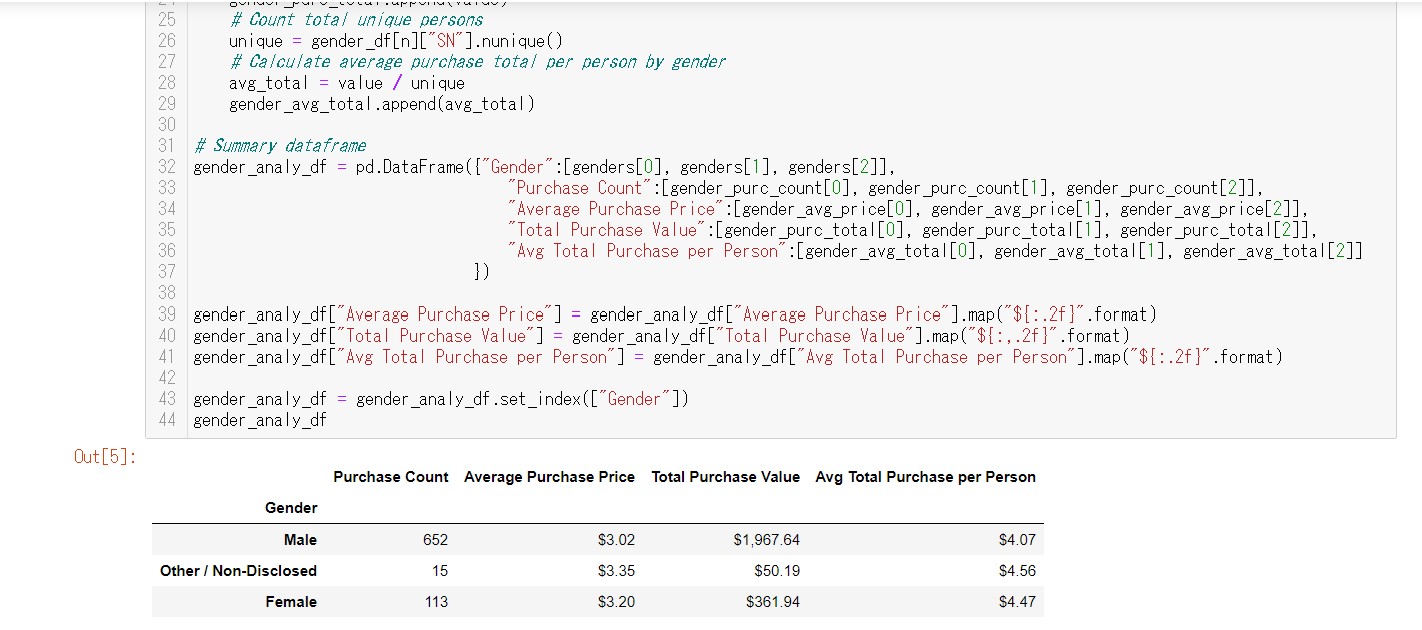 25 # Count total unique persons
26 unique = gender_df[n]["SN"].nunique()
27 # Calculate average purchase total per person by gender
28 avg_total = value / unique
29 gender_avg_total.append(avg_total)
30
31 # Summary dataframe
32 gender_analy_df = pd.DataFrame({"Gender":[genders[0], genders[1], genders[2]],
33 "Purchase Count":[gender_purc_count[0], gender_purc_count[1], gender_purc_count[2]],
34 "Average Purchase Price":[gender_avg_price[0], gender_avg_price[1], gender_avg_price[2]],
35 "Total Purchase Value":[gender_purc_total[0], gender_purc_total[1], gender_purc_total[2]],
36 "Avg Total Purchase per Person":[gender_avg_total[0], gender_avg_total[1], gender_avg_total[2]]
37 })
38
39 gender_analy_df["Average Purchase Price"] = gender_analy_df["Average Purchase Price"].map("${:.2f}".format)
40 gender_analy_df["Total Purchase Value"] = gender_analy_df["Total Purchase Value"].map("${:,.2f}".format)
41 gender_analy_df["Avg Total Purchase per Person"] = gender_analy_df["Avg Total Purchase per Person"].map("${:.2f}".format)
42
43 gender_analy_df = gender_analy_df.set_index(["Gender"])
44 gender_analy_df
Out[5]:
Purchase Count Average Purchase Price Total Purchase Value Avg Total Purchase per Person
Gender
Male 652 $3.02 $1,967.64 $4.07
Other / Non-Disclosed 15 $3.35 $50.19 $4.56
Female 113 $3.20 $361.94 $4.47